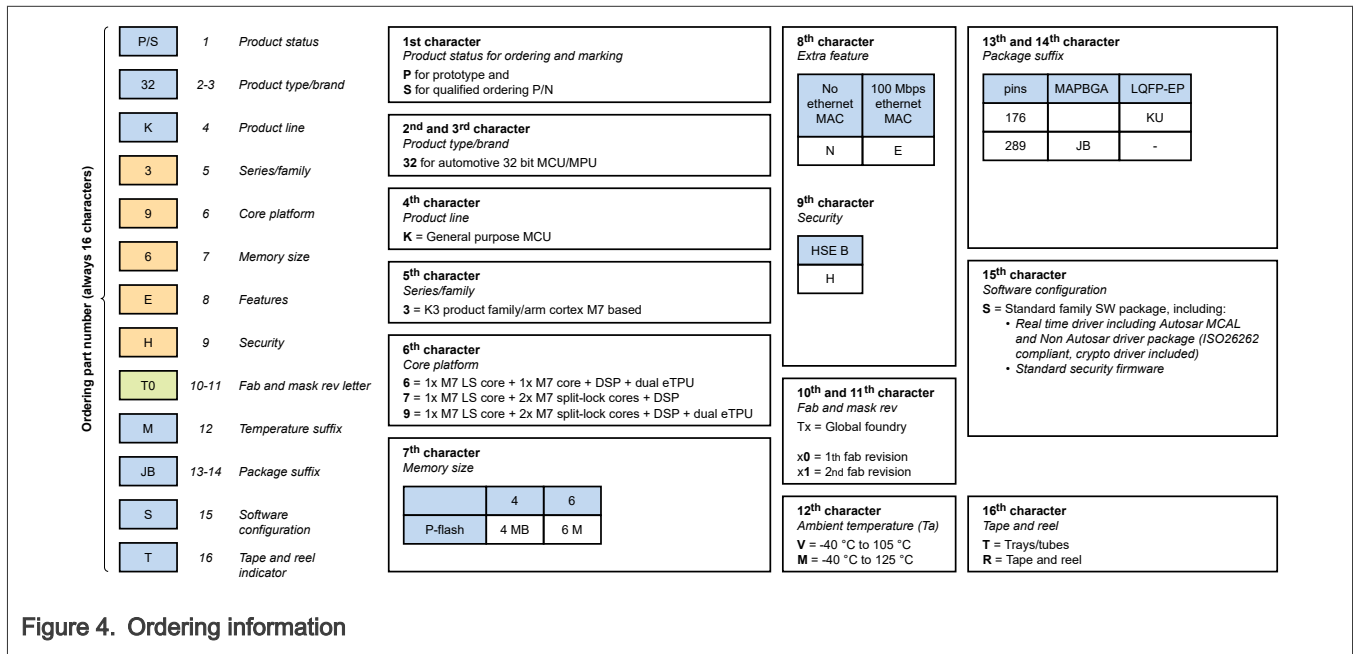 Ordering part number (always 16 characters)
P/S 1 Product status
32 2-3 Product type/brand
K 4 Product line
3 5 Series/family
9 6 Core platform
6 7 Memory size
E 8 Features
H 9 Security
T0 10-11 Fab and mask rev letter
M 12 Temperature suffix
JB 13-14 Package suffix
S 15 Software
configuration
T 16 Tape and reel
indicator
1st character
Product status for ordering and marking
P for prototype and
S for qualified ordering P/N
2nd and 3rd character
Product type/brand
32 for automotive 32 bit MCU/MPU
4th character
Product line
K = General purpose MCU
5th character
Series/family
3 = K3 product family/arm cortex M7 based
6th character
Core platform
6 = 1x M7 LS core + 1x M7 core + DSP + dual eTPU
7 = 1x M7 LS core + 2x M7 split-lock cores + DSP
9 = 1x M7 LS core + 2x M7 split-lock cores + DSP + dual eTPU
7th character
Memory size
4 6
P-flash 4 MB 6 M
8th character
Extra feature
No ethernet MAC 100 Mbps ethernet MAC
N E
9th character
Security
HSE B
H
10th and 11th character
Fab and mask rev
Tx = Global foundry
x0 = 1th fab revision
x1 = 2nd fab revision
12th character
Ambient temperature (Ta)
V = -40 °C to 105 °C
M = -40 °C to 125 °C
13th and 14th character
Package suffix
pins MAPBGA LQFP-EP
176 KU
289 JB -
15th character
Software configuration
S = Standard family SW package, including:
• Real time driver including Autosar MCAL
and Non Autosar driver package (ISO26262
compliant, crypto driver included)
• Standard security firmware
16th character
Tape and reel
T = Trays/tubes
R = Tape and reel
Figure 4. Ordering information